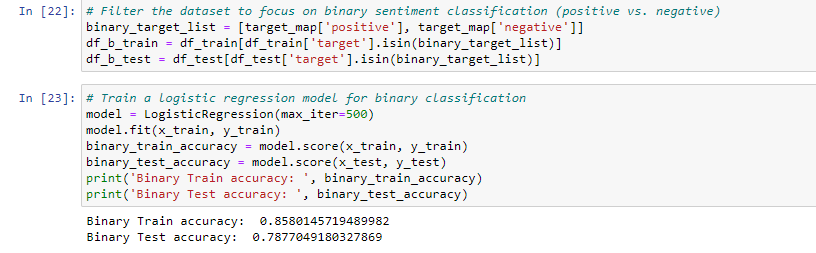 In [22]: # Filter the dataset to focus on binary sentiment classification (positive vs. negative)
binary_target_list = [target_map['positive'], target_map['negative']]
df_b_train = df_train[df_train['target'].isin(binary_target_list)]
df_b_test = df_test[df_test['target'].isin(binary_target_list)]
In [23]: # Train a logistic regression model for binary classification
model = LogisticRegression(max_iter=500)
model.fit(x_train, y_train)
binary_train_accuracy = model.score(x_train, y_train)
binary_test_accuracy = model.score(x_test, y_test)
print('Binary Train accuracy: ', binary_train_accuracy)
print('Binary Test accuracy: ', binary_test_accuracy)
Binary Train accuracy:  0.8580145719489982
Binary Test accuracy:  0.7877049180327869